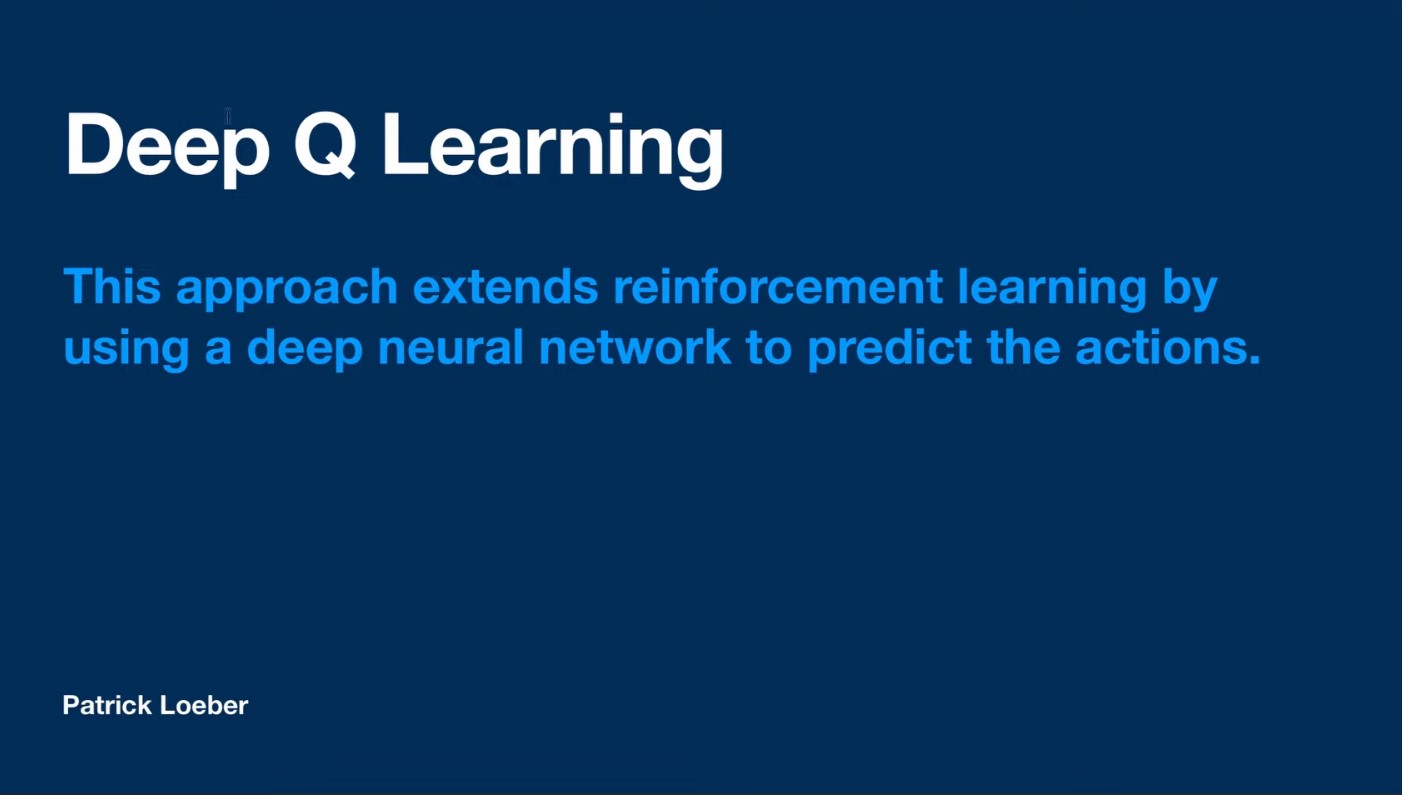 Deep Q Learning
This approach extends reinforcement learning by
using a deep neural network to predict the actions.
Patrick Loeber